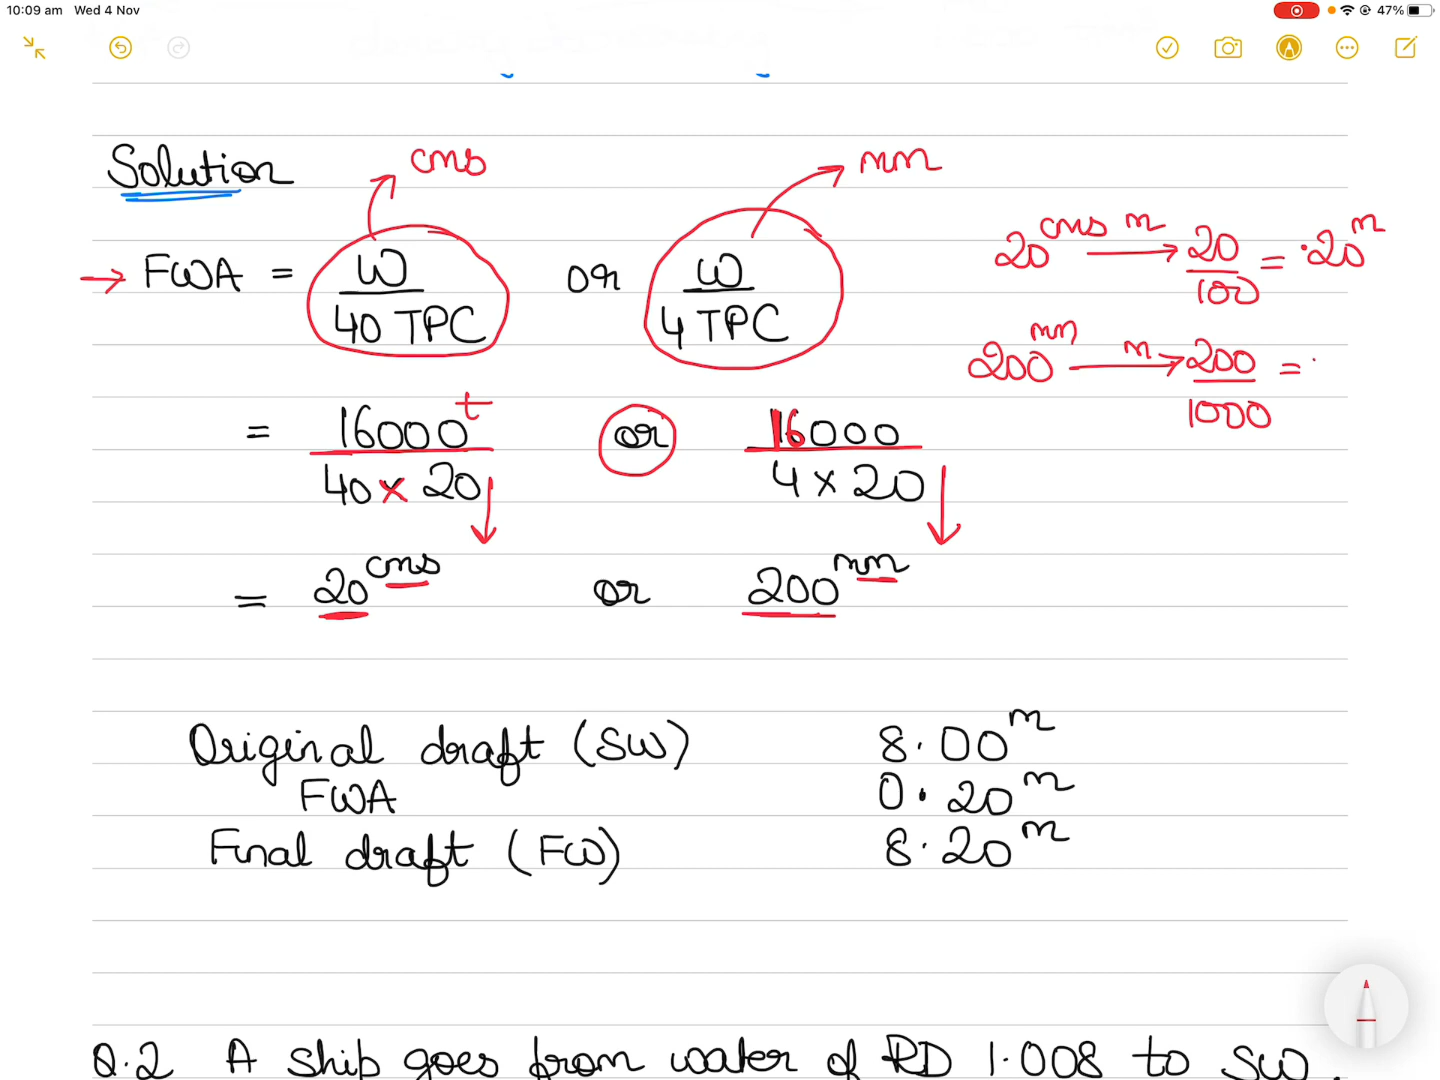 10:09 am Wed 4 Nov 47%
Solution cms mm
FWA = W / 40 TPC or W / 4 TPC
20 cms m → 20/100 = .20 m
200 mm m → 200/1000 = .
= 16000 t / 40 x 20 or 16000 / 4 x 20
= 20 cms or 200 mm
Original draft (SW) 8.00 m
FWA 0.20 m
Final draft (FW) 8.20 m
Q.2 A ship goes from water of RD 1.008 to SW.